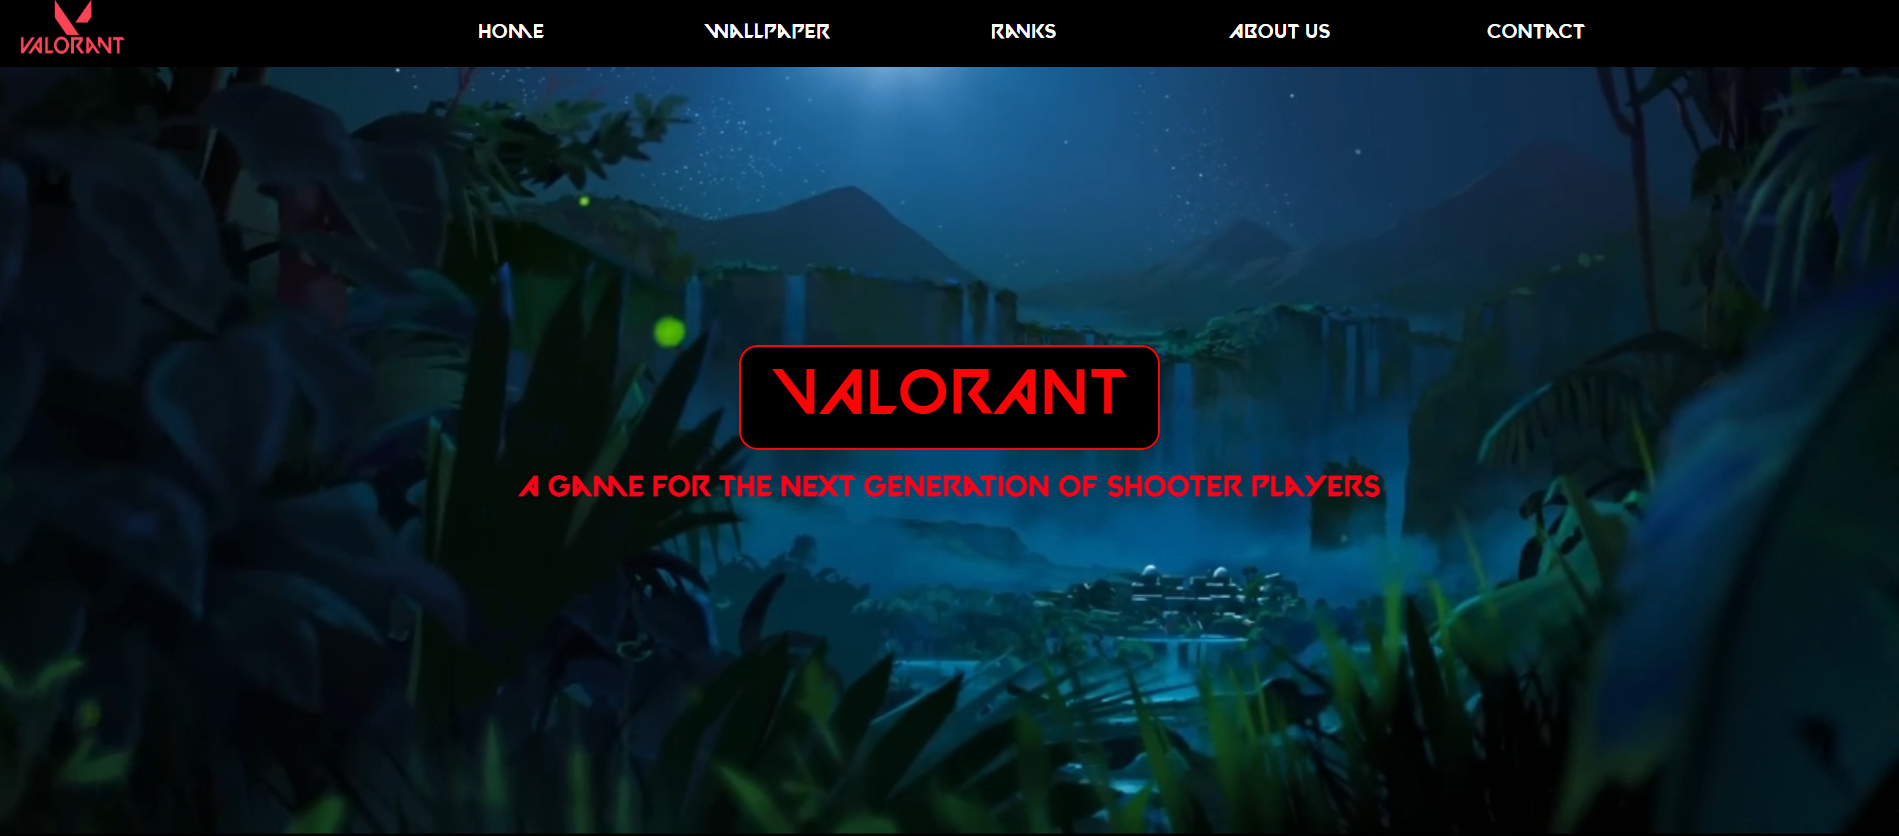 VALORANT
HOME WALLPAPER RANKS ABOUT US CONTACT
VALORANT
A GAME FOR THE NEXT GENERATION OF SHOOTER PLAYERS